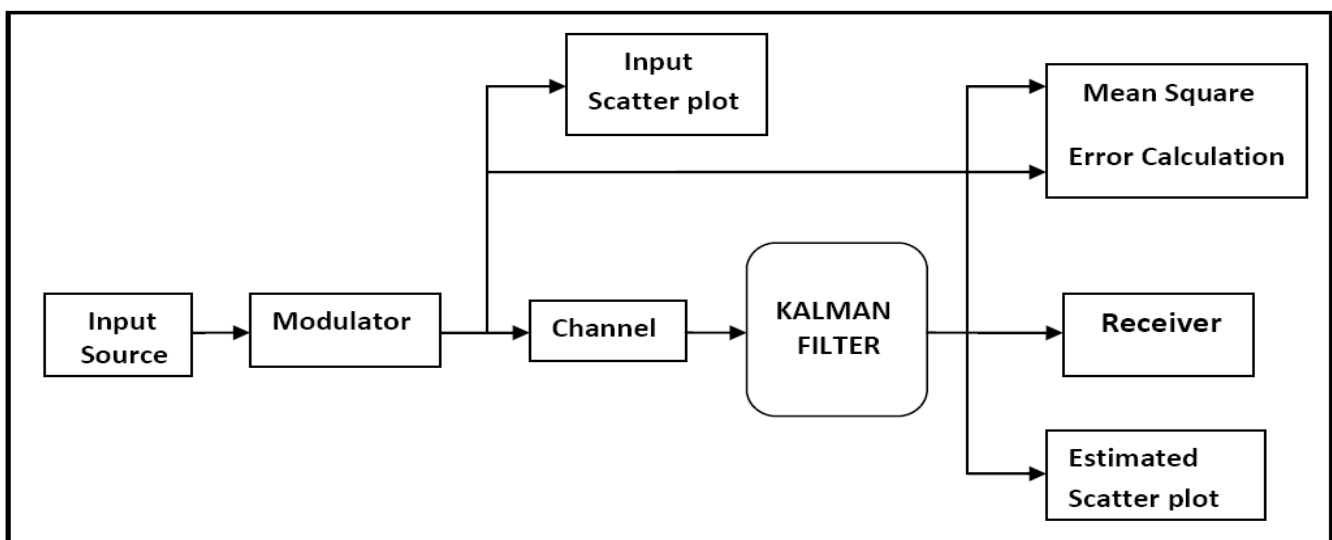 Input
Scatter plot
Mean Square
Error Calculation
Input
Source
Modulator
Channel
KALMAN
FILTER
Receiver
Estimated
Scatter plot